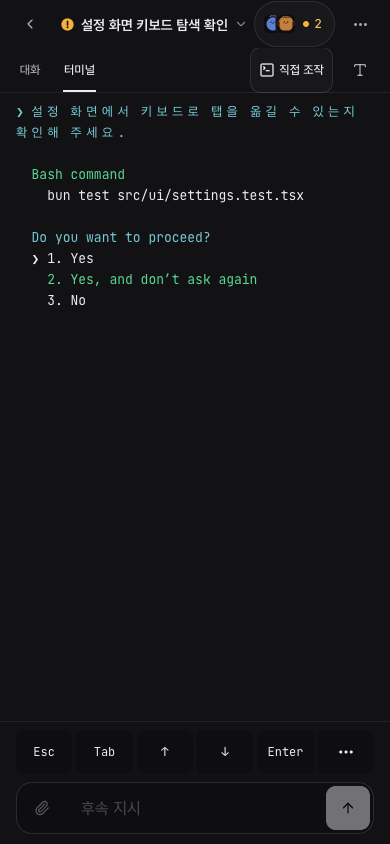 설정 화면 키보드 탐색 확인
2
대화
터미널
직접 조작
❯ 설정 화면에서 키보드로 탭을 옮길 수 있는지
확인해 주세요.
Bash command
bun test src/ui/settings.test.tsx
Do you want to proceed?
❯ 1. Yes
2. Yes, and don’t ask again
3. No
Esc
Tab
↑
↓
Enter
후속 지시